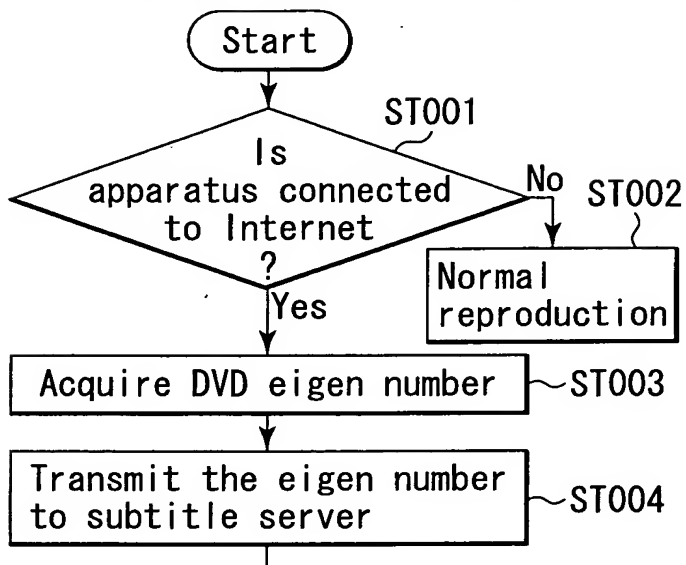 Start
ST001
Is
apparatus connected
to Internet
?
No
ST002
Normal
reproduction
Yes
Acquire DVD eigen number
ST003
Transmit the eigen number
to subtitle server
ST004